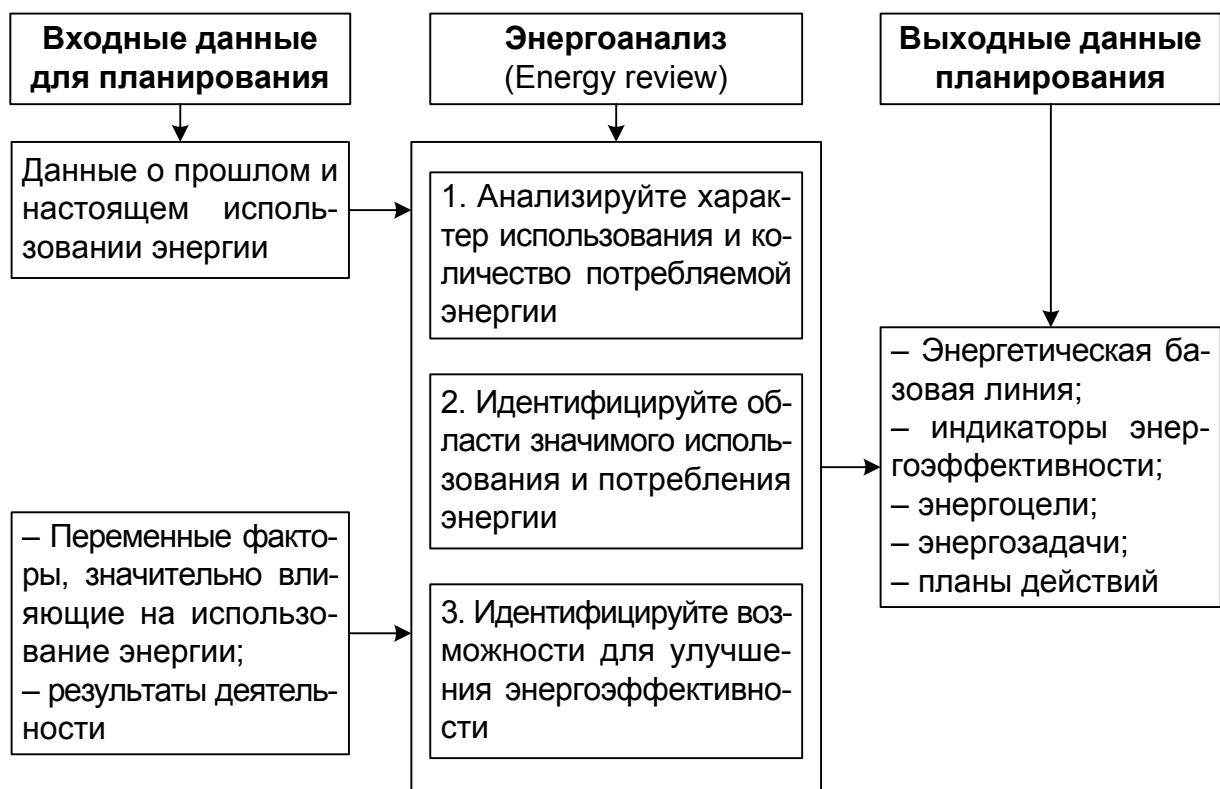 Входные данные
для планирования
Данные о прошлом и
настоящем исполь-
зовании энергии
– Переменные факто-
ры, значительно вли-
яющие на использо-
вание энергии;
– результаты деятель-
ности
Энергоанализ
(Energy review)
1. Анализируйте харак-
тер использования и ко-
личество потребляемой
энергии
2. Идентифицируйте об-
ласти значимого исполь-
зования и потребления
энергии
3. Идентифицируйте воз-
можности для улучше-
ния энергоэффективно-
сти
Выходные данные
планирования
– Энергетическая ба-
зовая линия;
– индикаторы энер-
гоэффективности;
– энергоцели;
– энергозадачи;
– планы действий